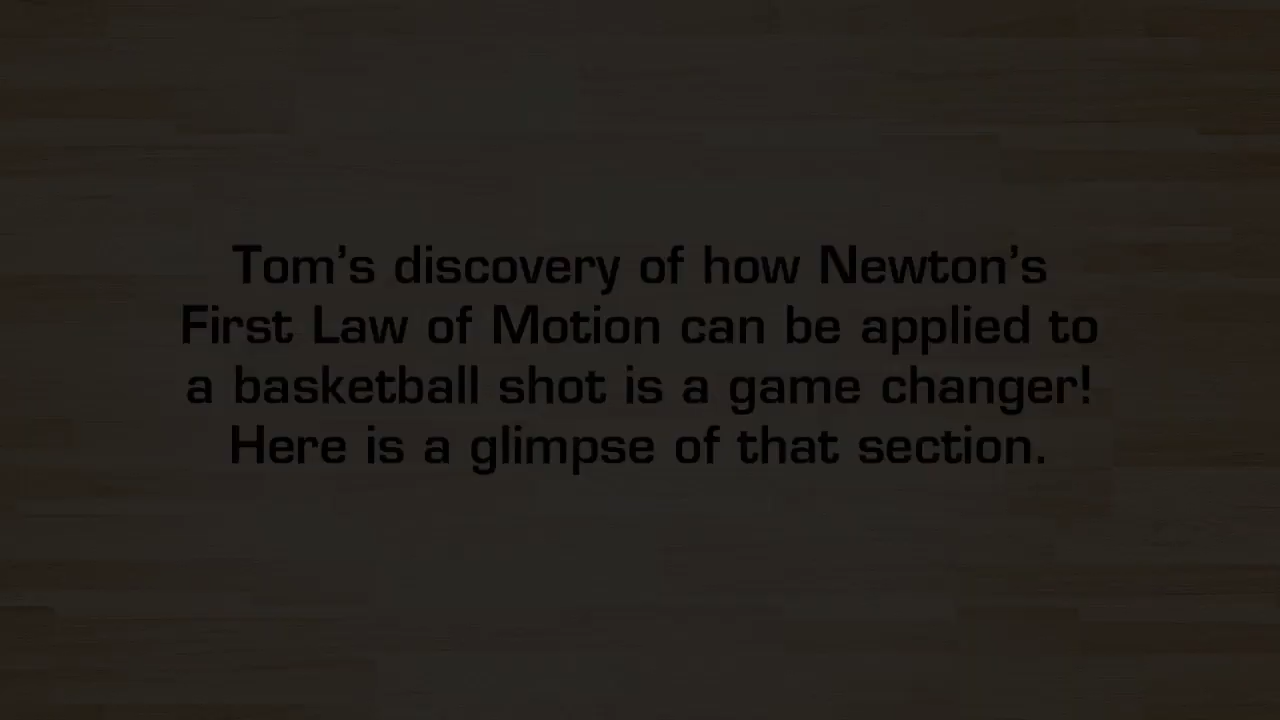 Tom’s discovery of how Newton’s
First Law of Motion can be applied to
a basketball shot is a game changer!
Here is a glimpse of that section.